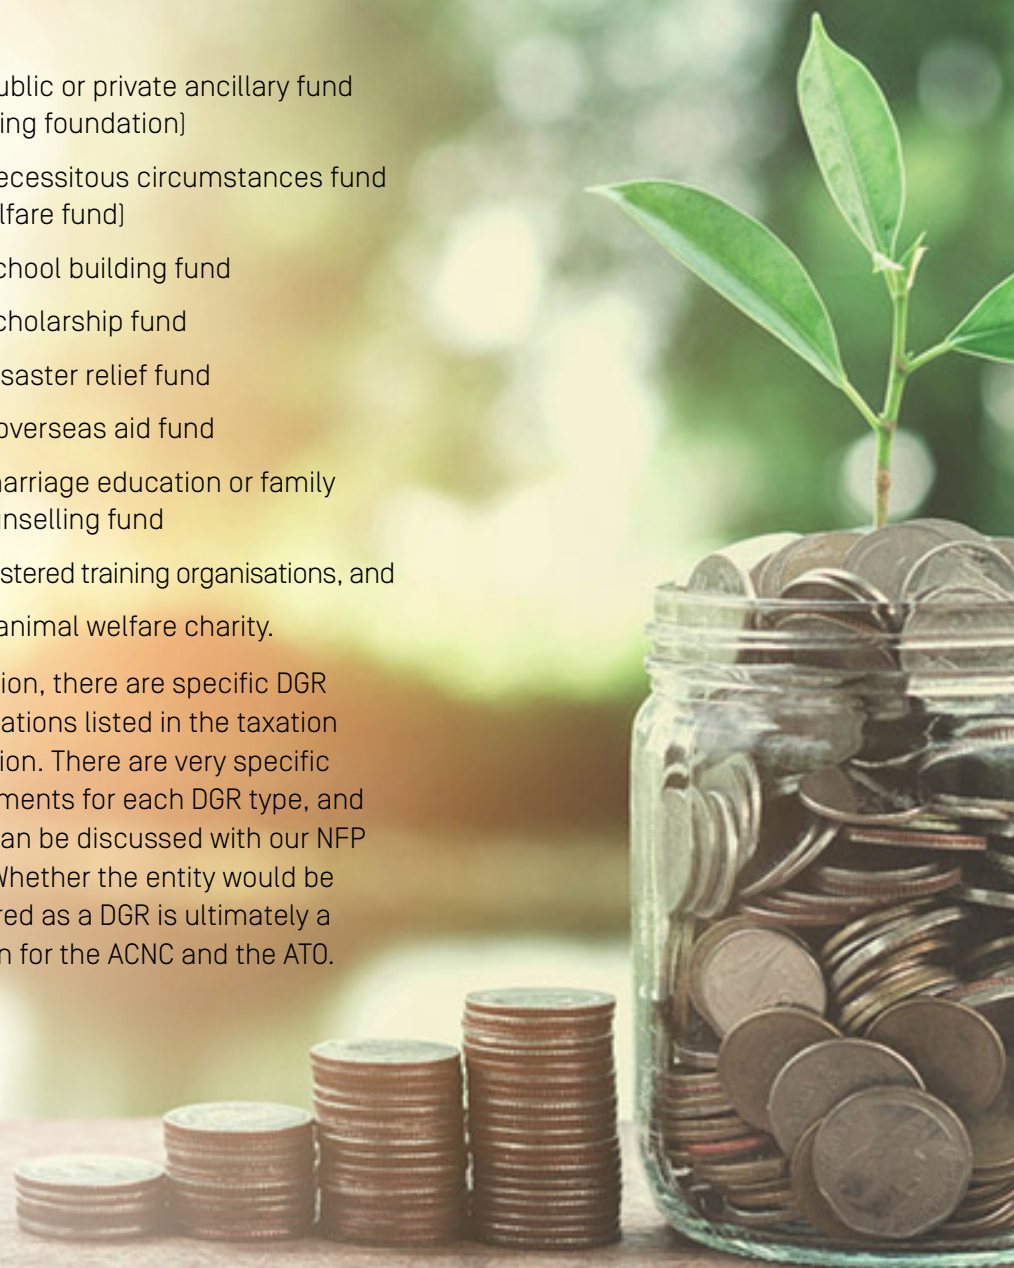 ublic or private ancillary fund
ing foundation)
ecessitous circumstances fund
lfare fund)
chool building fund
cholarship fund
saster relief fund
overseas aid fund
arriage education or family
nselling fund
stered training organisations, and
animal welfare charity.
ion, there are specific DGR
ations listed in the taxation
ion. There are very specific
ments for each DGR type, and
an be discussed with our NFP
Whether the entity would be
red as a DGR is ultimately a
n for the ACNC and the ATO.